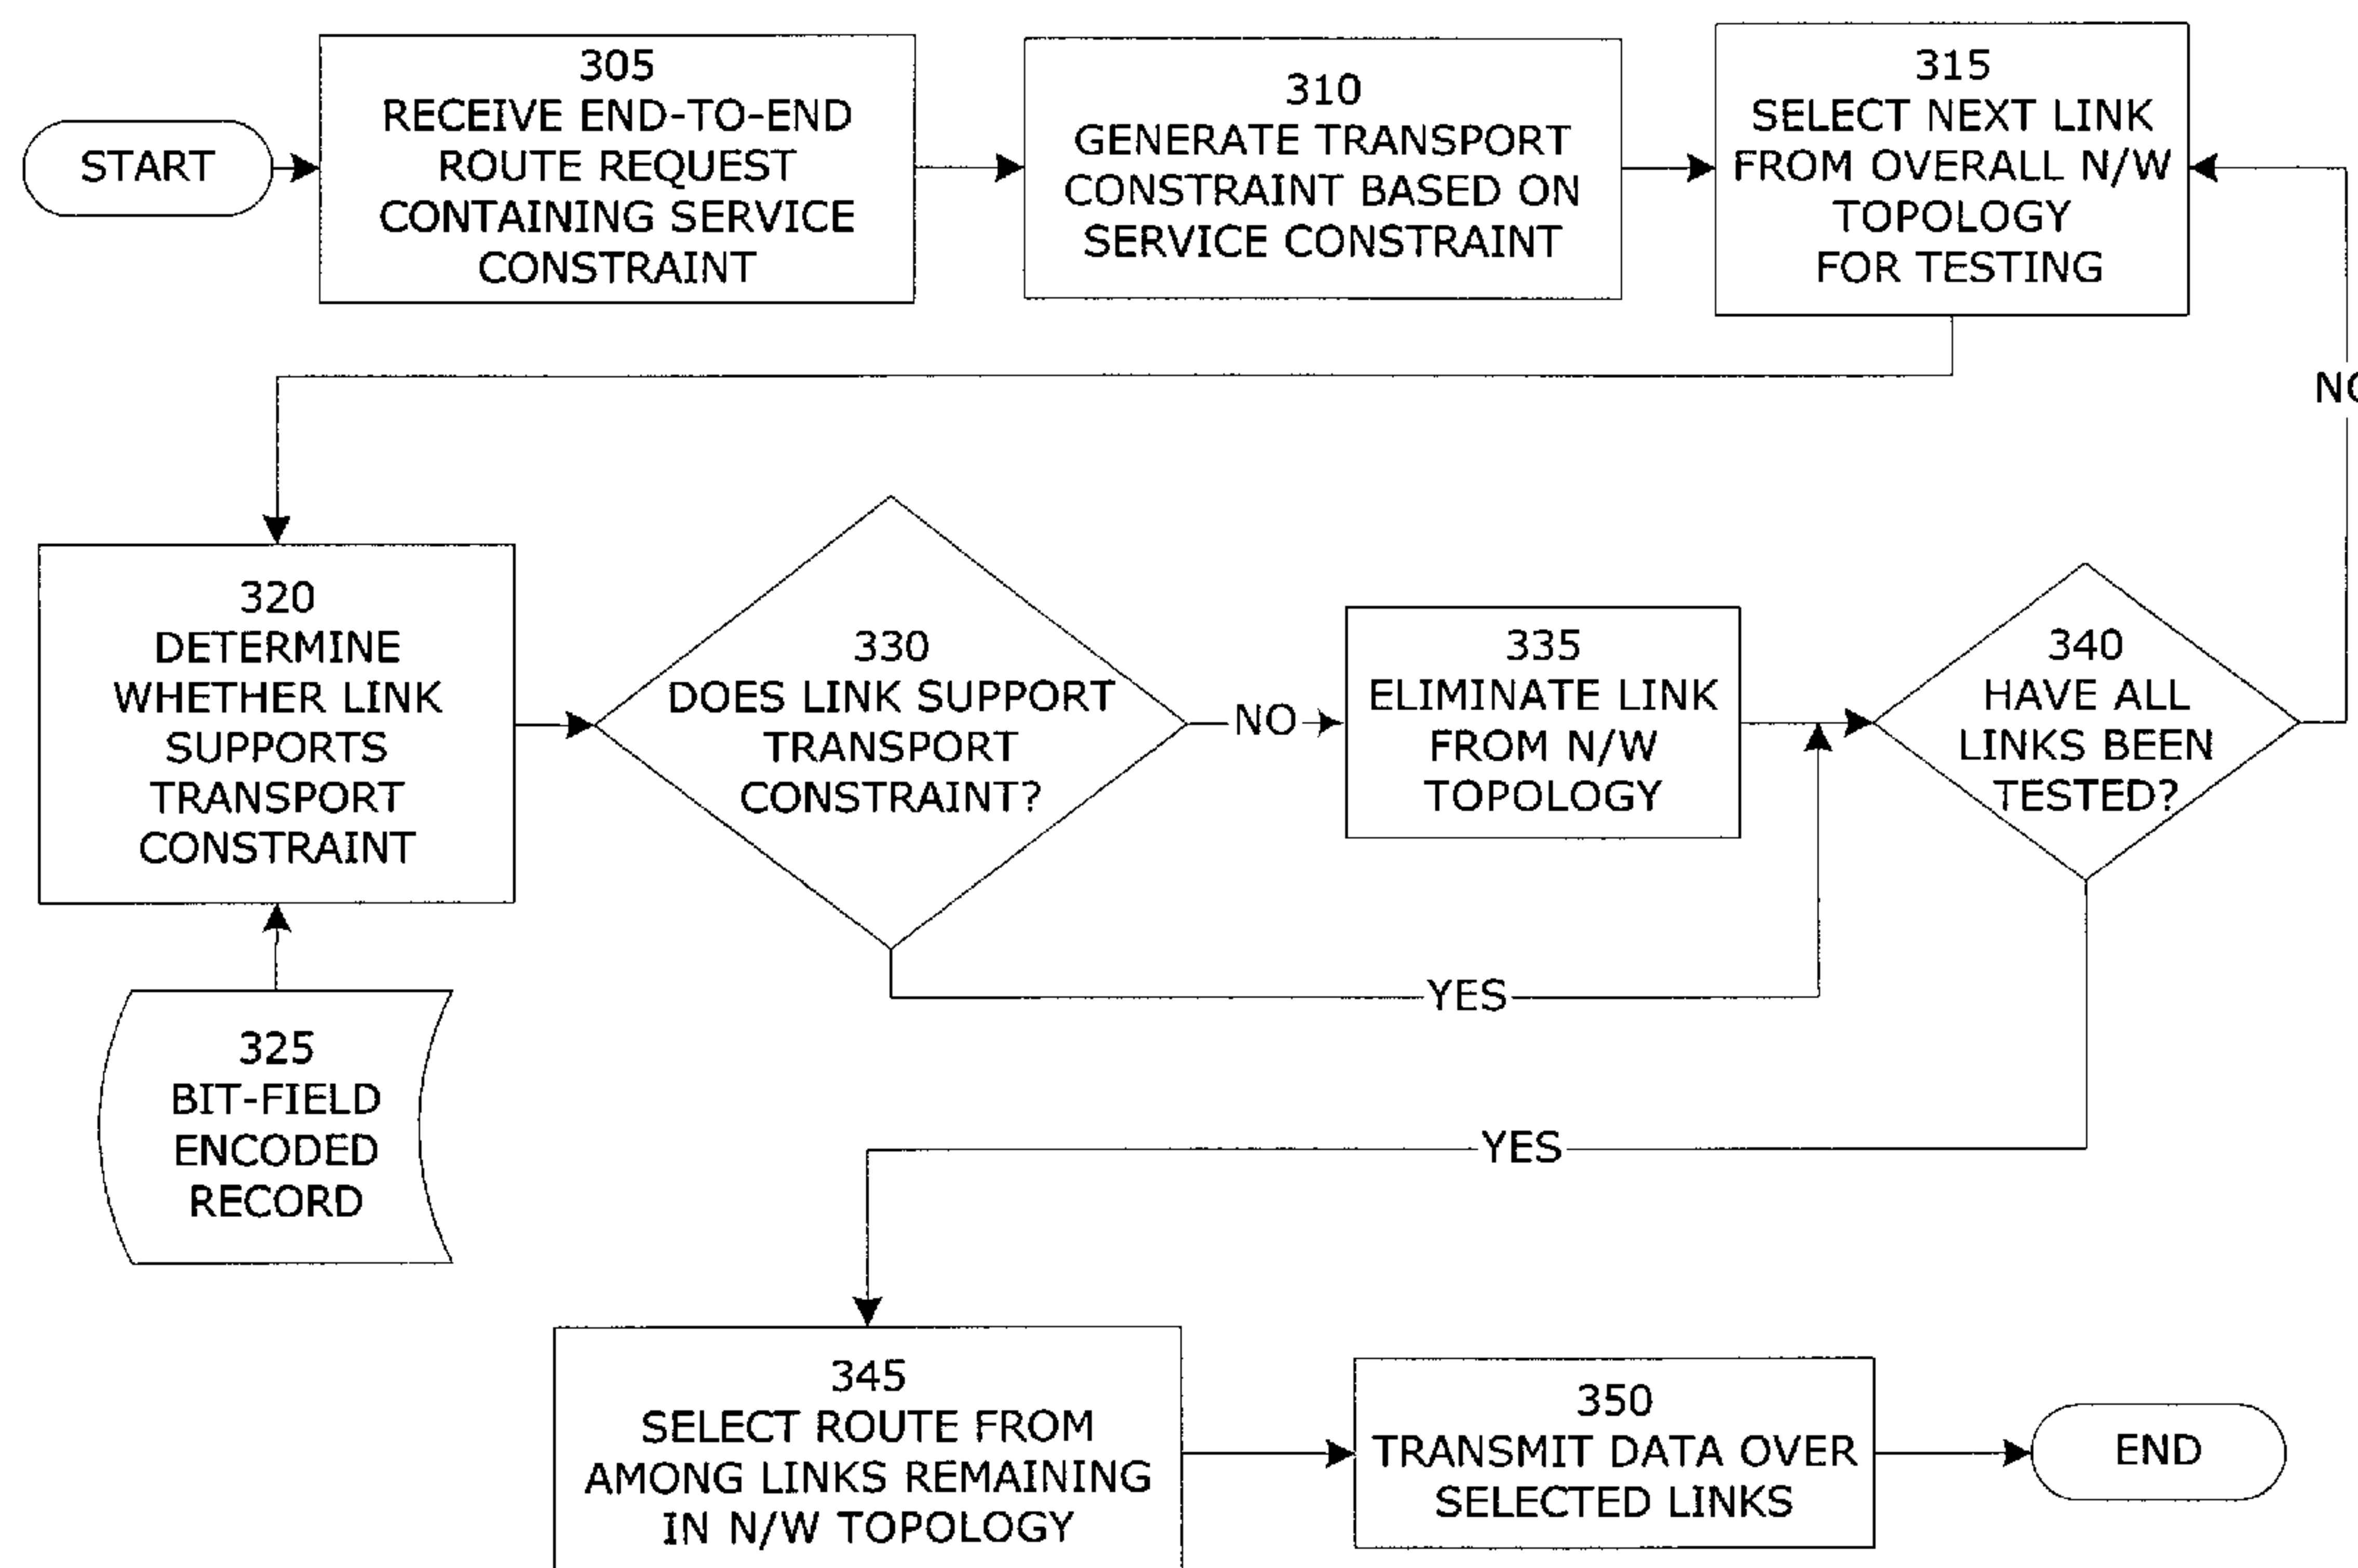 START
305
RECEIVE END-TO-END
ROUTE REQUEST
CONTAINING SERVICE
CONSTRAINT
310
GENERATE TRANSPORT
CONSTRAINT BASED ON
SERVICE CONSTRAINT
315
SELECT NEXT LINK
FROM OVERALL N/W
TOPOLOGY
FOR TESTING
NO
320
DETERMINE
WHETHER LINK
SUPPORTS
TRANSPORT
CONSTRAINT
330
DOES LINK SUPPORT
TRANSPORT
CONSTRAINT?
NO
335
ELIMINATE LINK
FROM N/W
TOPOLOGY
340
HAVE ALL
LINKS BEEN
TESTED?
YES
325
BIT-FIELD
ENCODED
RECORD
YES
345
SELECT ROUTE FROM
AMONG LINKS REMAINING
IN N/W TOPOLOGY
350
TRANSMIT DATA OVER
SELECTED LINKS
END